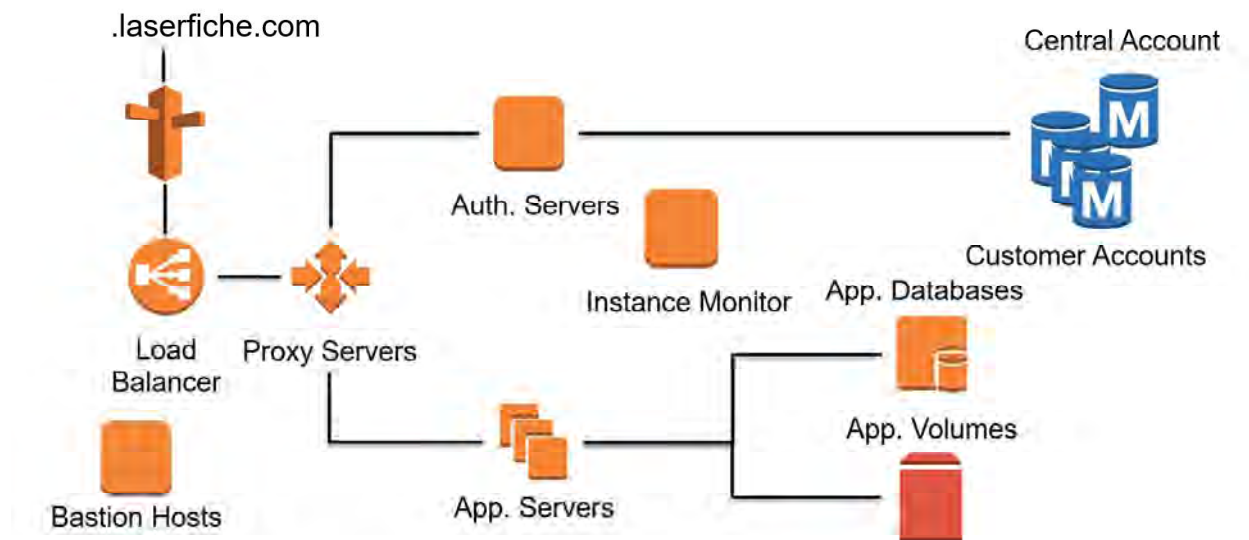 .laserfiche.com
Central Account
M
M
M
M
Auth. Servers
Customer Accounts
Instance Monitor
App. Databases
Load
Balancer
Proxy Servers
App. Volumes
App. Servers
Bastion Hosts